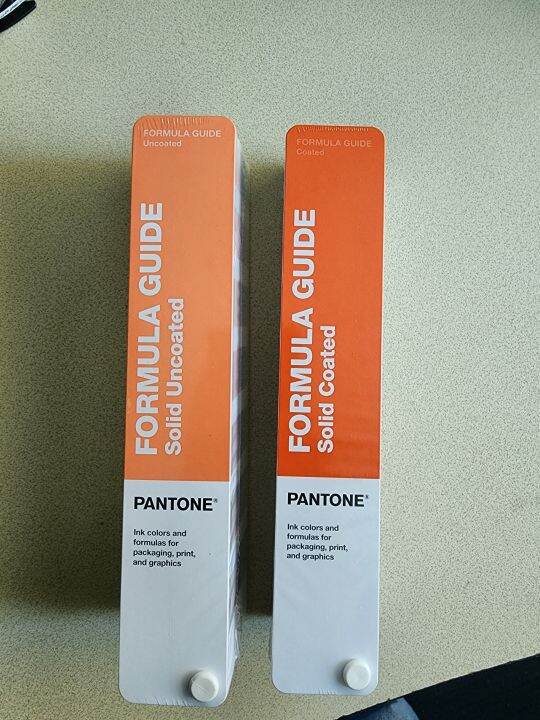 FORMULA GUIDE
Uncoated
FORMULA GUIDE
Solid Uncoated
PANTONE®
Ink colors and
formulas for
packaging, print,
and graphics
FORMULA GUIDE
Coated
FORMULA GUIDE
Solid Coated
PANTONE®
Ink colors and
formulas for
packaging, print,
and graphics